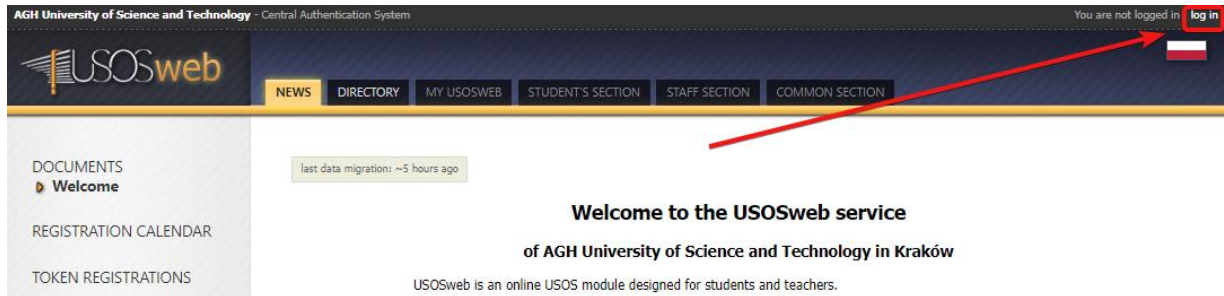 AGH University of Science and Technology - Central Authentication System
You are not logged in | log in
USOSweb
NEWS DIRECTORY MY USOSWEB STUDENT'S SECTION STAFF SECTION COMMON SECTION
DOCUMENTS
Welcome
REGISTRATION CALENDAR
TOKEN REGISTRATIONS
last data migration: ~5 hours ago
Welcome to the USOSweb service
of AGH University of Science and Technology in Kraków
USOSweb is an online USOS module designed for students and teachers.